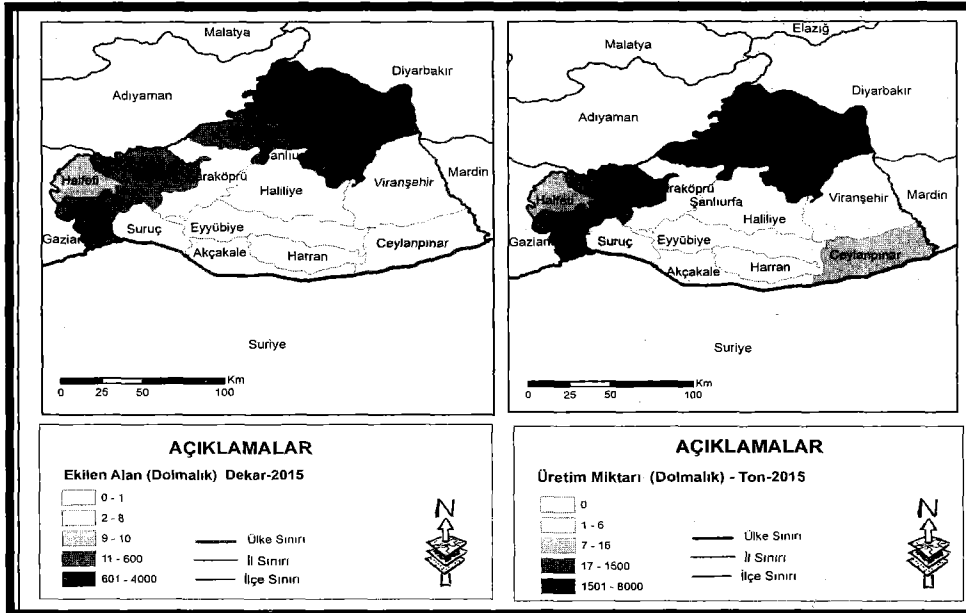 Malatya
Diyarbakır
Adıyaman
Şanlıu
Mardin
Halfeti
araköprü
Viranşehir
Haliliye
Gazian
Suruç
Eyyübiye
Ceylanpınar
Akçakale
Harran
Suriye
Km
0 25 50 100
AÇIKLAMALAR
Ekilen Alan (Dolmalık) Dekar-2015
0 - 1
2 - 8
9 - 10
11 - 600
601 - 4000
Ülke Sınırı
İl Sınırı
İlçe Sınırı
N
Elazığ
Malatya
Diyarbakır
Adıyaman
Mardin
araköprü
Halfeti
Şanlıurfa
Viranşehir
Haliliye
Gazian
Suruç
Eyyübiye
Ceylanpınar
Harran
Akçakale
Suriye
Km
0 25 50 100
AÇIKLAMALAR
Üretim Miktarı (Dolmalık) - Ton-2015
0
1 - 6
7 - 16
17 - 1500
1501 - 8000
Ülke Sınırı
İl Sınırı
İlçe Sınırı
N